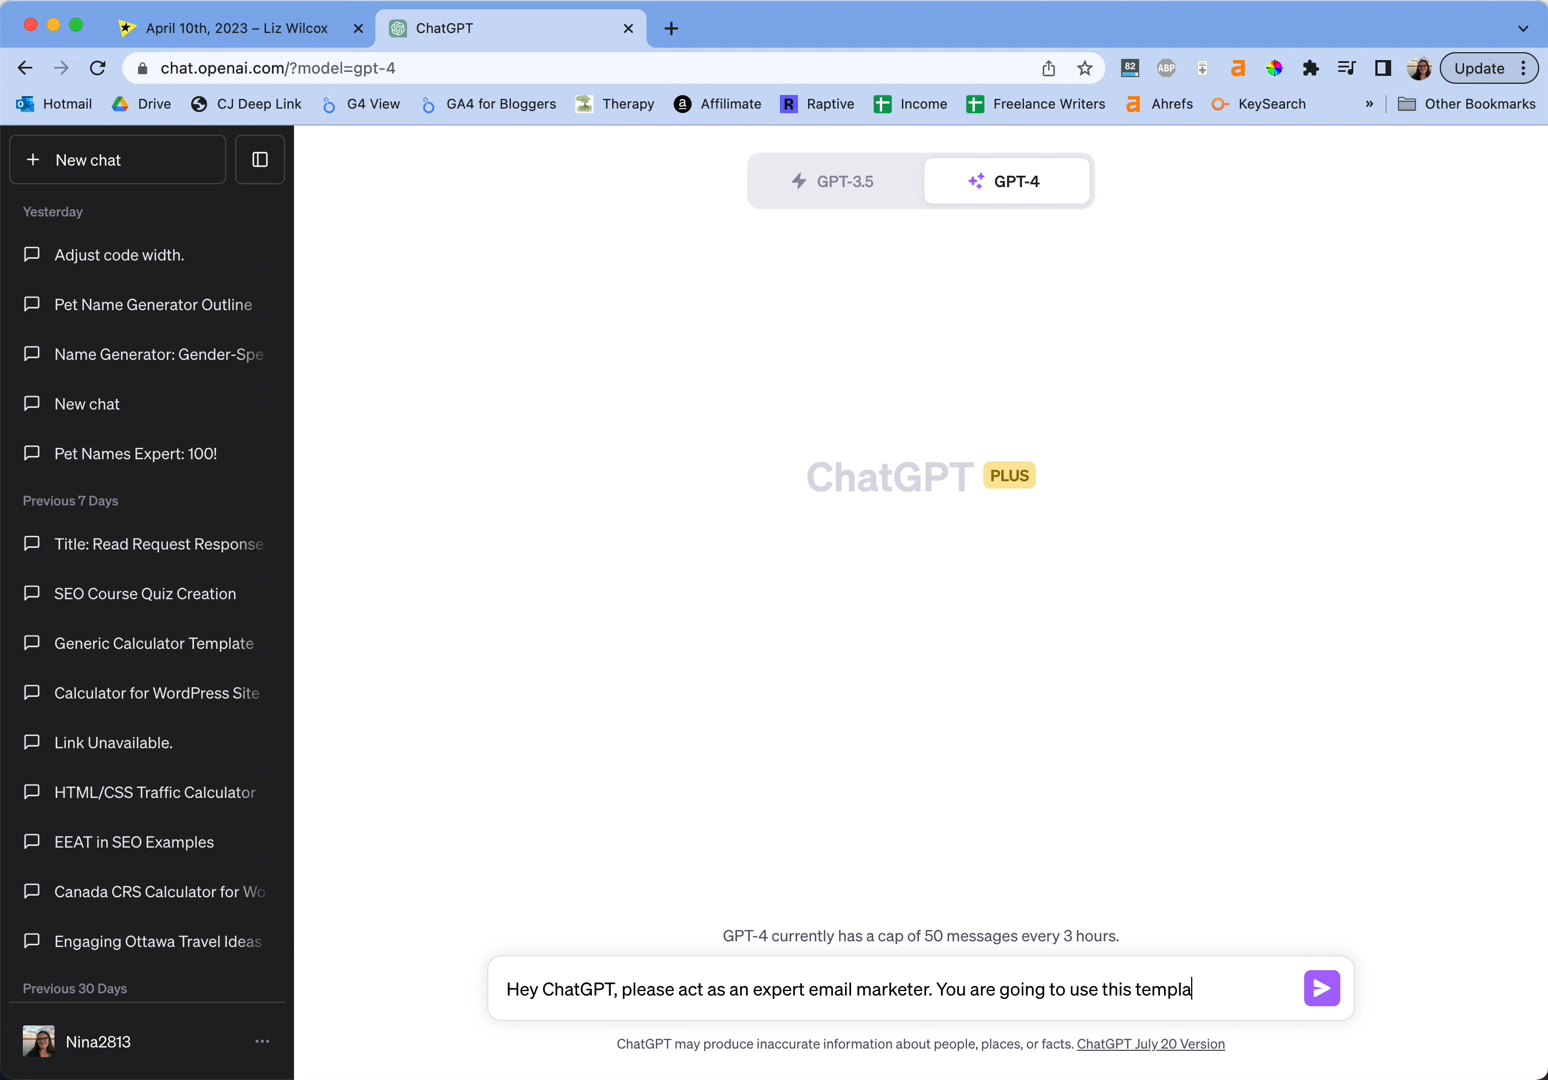 April 10th, 2023 – Liz Wilcox
ChatGPT
chat.openai.com/?model=gpt-4
82
ABP
a
Update
Hotmail
Drive
CJ Deep Link
G4 View
GA4 for Bloggers
Therapy
a
Affilimate
R
Raptive
Income
Freelance Writers
a
Ahrefs
KeySearch
»
Other Bookmarks
+ New chat
GPT-3.5
GPT-4
Yesterday
Adjust code width.
Pet Name Generator Outline
Name Generator: Gender-Spe
New chat
Pet Names Expert: 100!
Previous 7 Days
Title: Read Request Response
SEO Course Quiz Creation
Generic Calculator Template
Calculator for WordPress Site
Link Unavailable.
HTML/CSS Traffic Calculator
EEAT in SEO Examples
Canada CRS Calculator for Wo
Engaging Ottawa Travel Ideas
Previous 30 Days
Nina2813
ChatGPT PLUS
GPT-4 currently has a cap of 50 messages every 3 hours.
Hey ChatGPT, please act as an expert email marketer. You are going to use this templa
ChatGPT may produce inaccurate information about people, places, or facts. ChatGPT July 20 Version